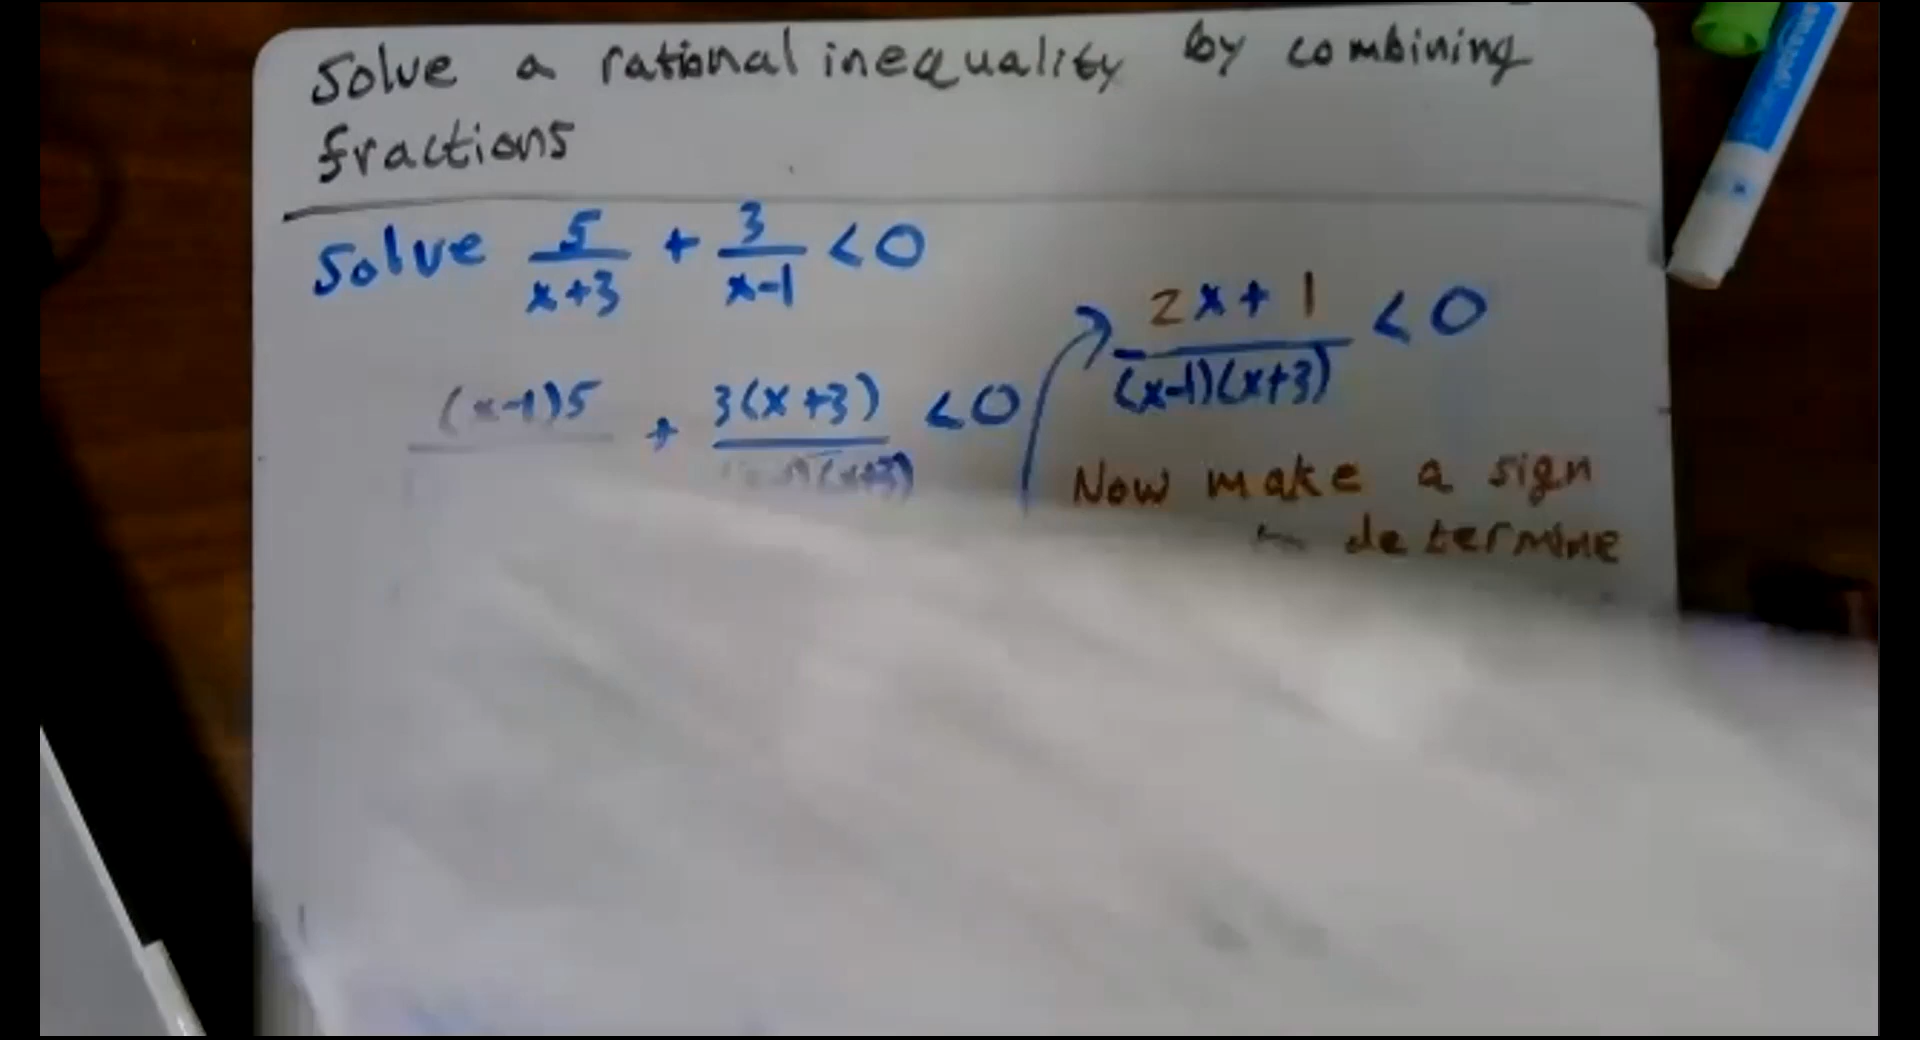 Solve a rational inequality by combining
fractions
Solve 5/(x+3) + 3/(x-1) < 0
(x-1)5 + 3(x+3)/(x+3) < 0
2x+1/(x-1)(x+3) < 0
Now make a sign
determine